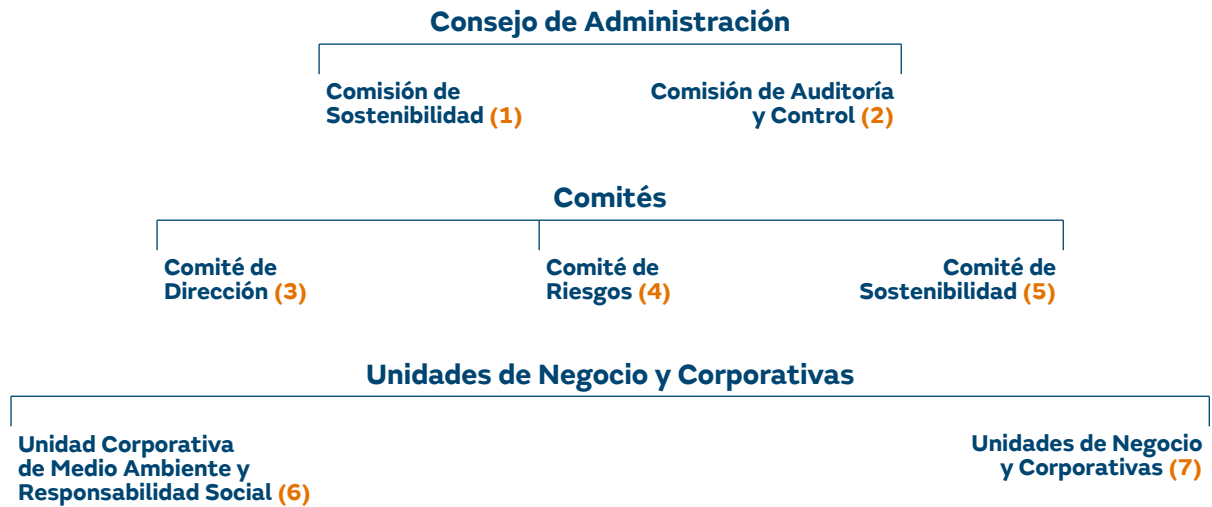 Consejo de Administración
Comisión de
Sostenibilidad (1)
Comisión de Auditoría
y Control (2)
Comités
Comité de
Dirección (3)
Comité de
Riesgos (4)
Comité de
Sostenibilidad (5)
Unidades de Negocio y Corporativas
Unidad Corporativa
de Medio Ambiente y
Responsabilidad Social (6)
Unidades de Negocio
y Corporativas (7)